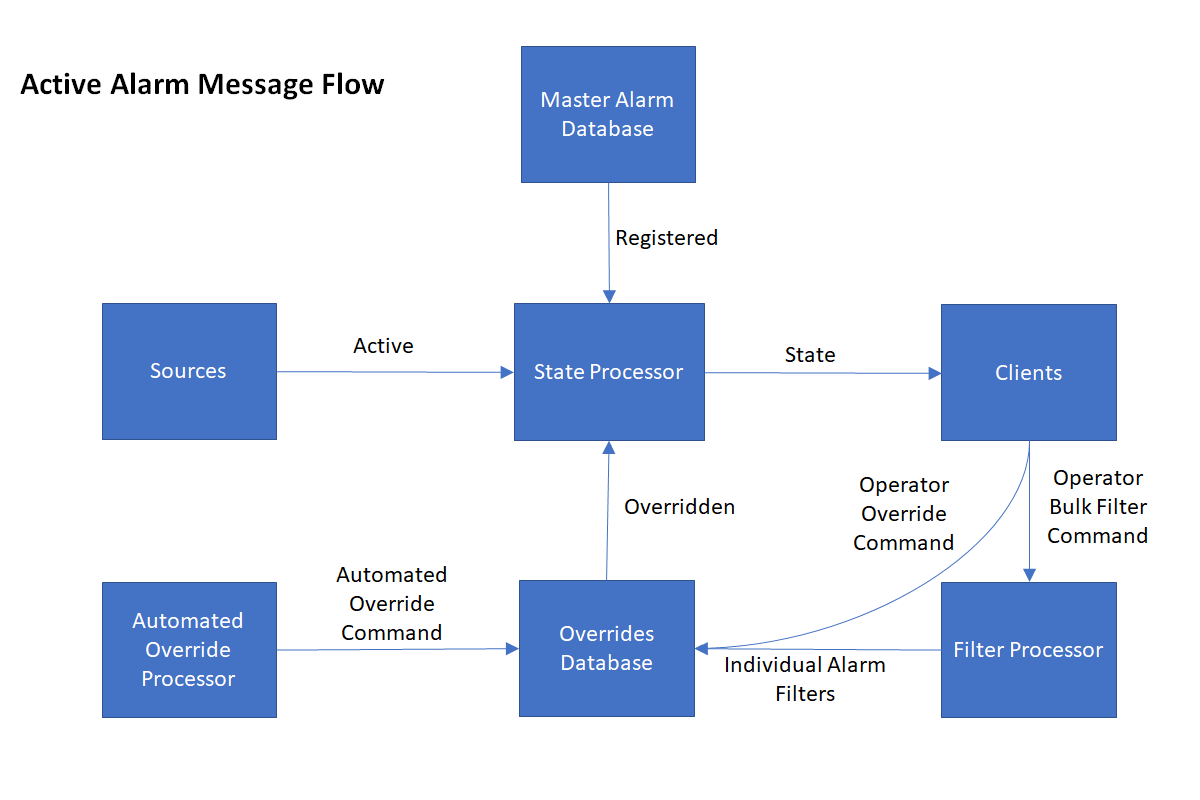 Active Alarm Message Flow
Master Alarm
Database
Registered
Sources
Active
State Processor
State
Clients
Overridden
Operator
Override
Command
Operator
Bulk Filter
Command
Automated
Override
Processor
Automated
Override
Command
Overrides
Database
Individual Alarm
Filters
Filter Processor